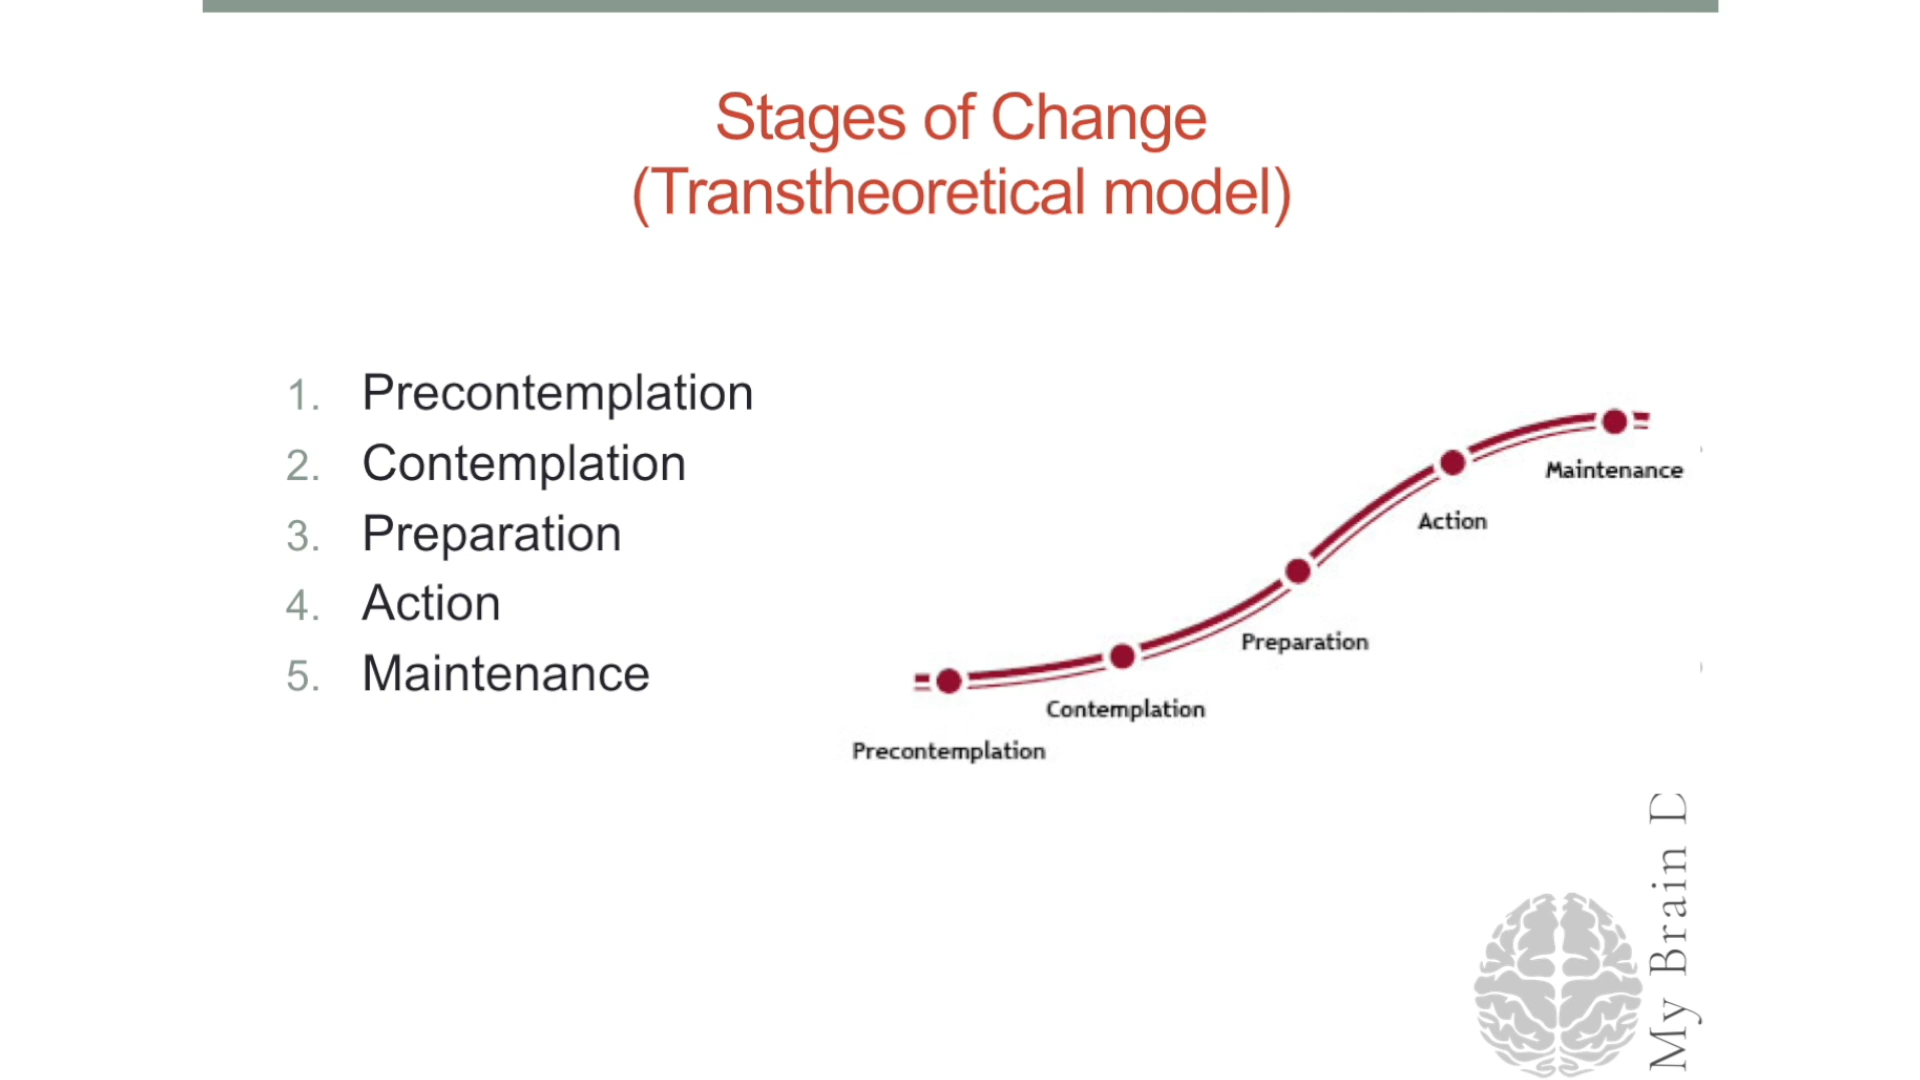 Stages of Change
(Transtheoretical model)
1. Precontemplation
2. Contemplation
3. Preparation
4. Action
5. Maintenance
Maintenance
Action
Preparation
Contemplation
Precontemplation
My Brain D